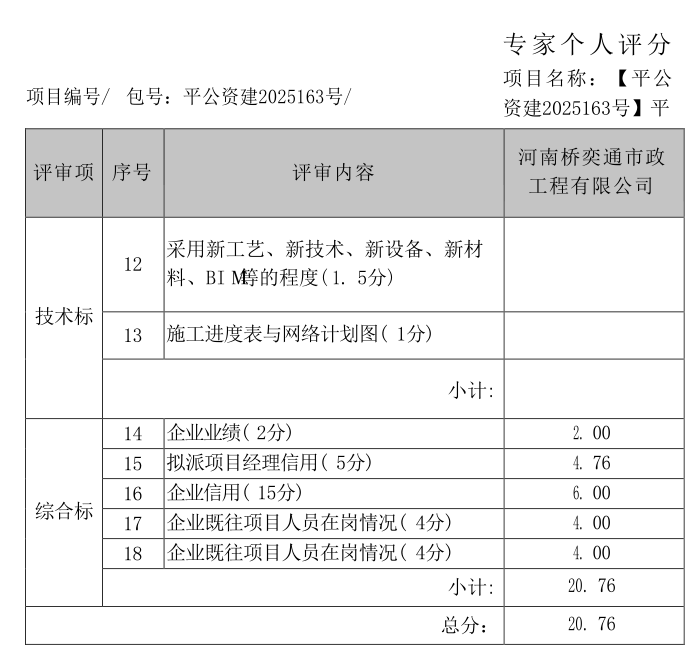 专家个人评分
项目编号/ 包号：平公资建2025163号/
项目名称：【平公
资建2025163号】平
评审项 序号 评审内容 河南桥奕通市政
工程有限公司
技术标
12 采用新工艺、新技术、新设备、新材
料、BIM等的程度(1.5分)
13 施工进度表与网络计划图(1分)
小计:
综合标
14 企业业绩(2分) 2.00
15 拟派项目经理信用(5分) 4.76
16 企业信用(15分) 6.00
17 企业既往项目人员在岗情况(4分) 4.00
18 企业既往项目人员在岗情况(4分) 4.00
小计: 20.76
总分: 20.76